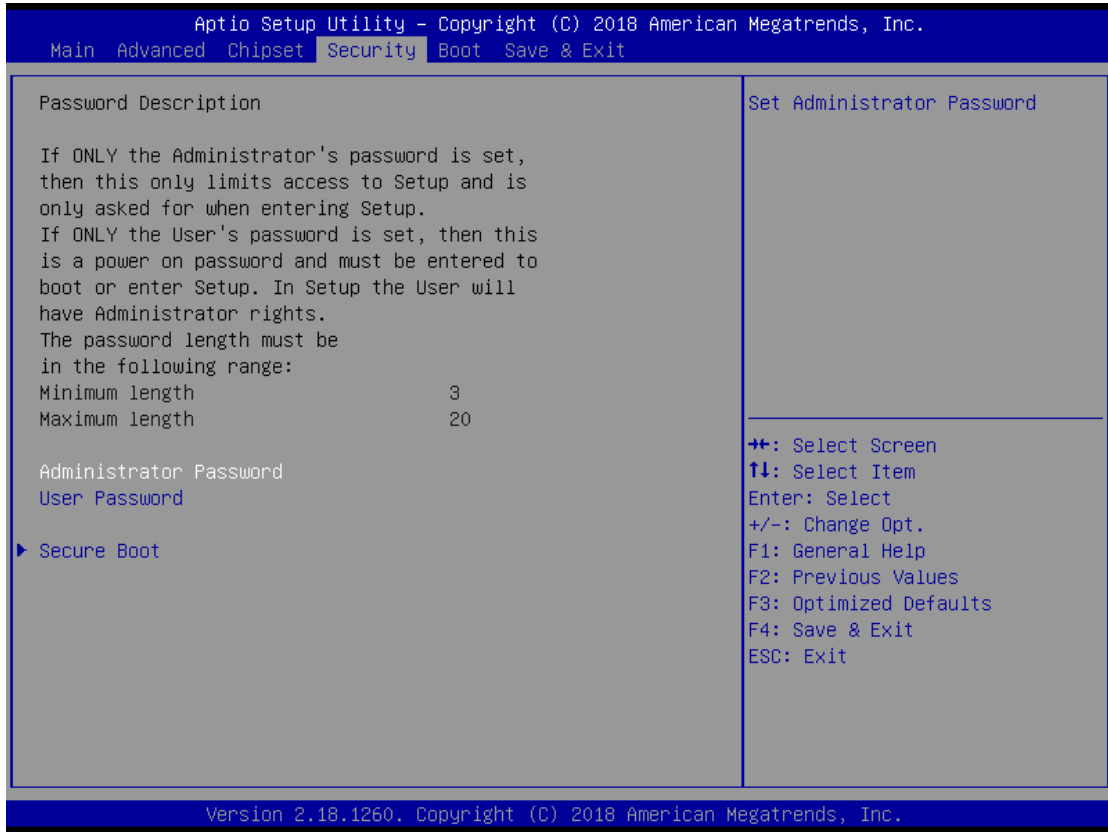 Aptio Setup Utility – Copyright (C) 2018 American Megatrends, Inc.
Main Advanced Chipset Security Boot Save & Exit
Password Description
If ONLY the Administrator's password is set,
then this only limits access to Setup and is
only asked for when entering Setup.
If ONLY the User's password is set, then this
is a power on password and must be entered to
boot or enter Setup. In Setup the User will
have Administrator rights.
The password length must be
in the following range:
Minimum length 3
Maximum length 20
Administrator Password
User Password
Secure Boot
Set Administrator Password
→←: Select Screen
↑↓: Select Item
Enter: Select
+/-: Change Opt.
F1: General Help
F2: Previous Values
F3: Optimized Defaults
F4: Save & Exit
ESC: Exit
Version 2.18.1260. Copyright (C) 2018 American Megatrends, Inc.